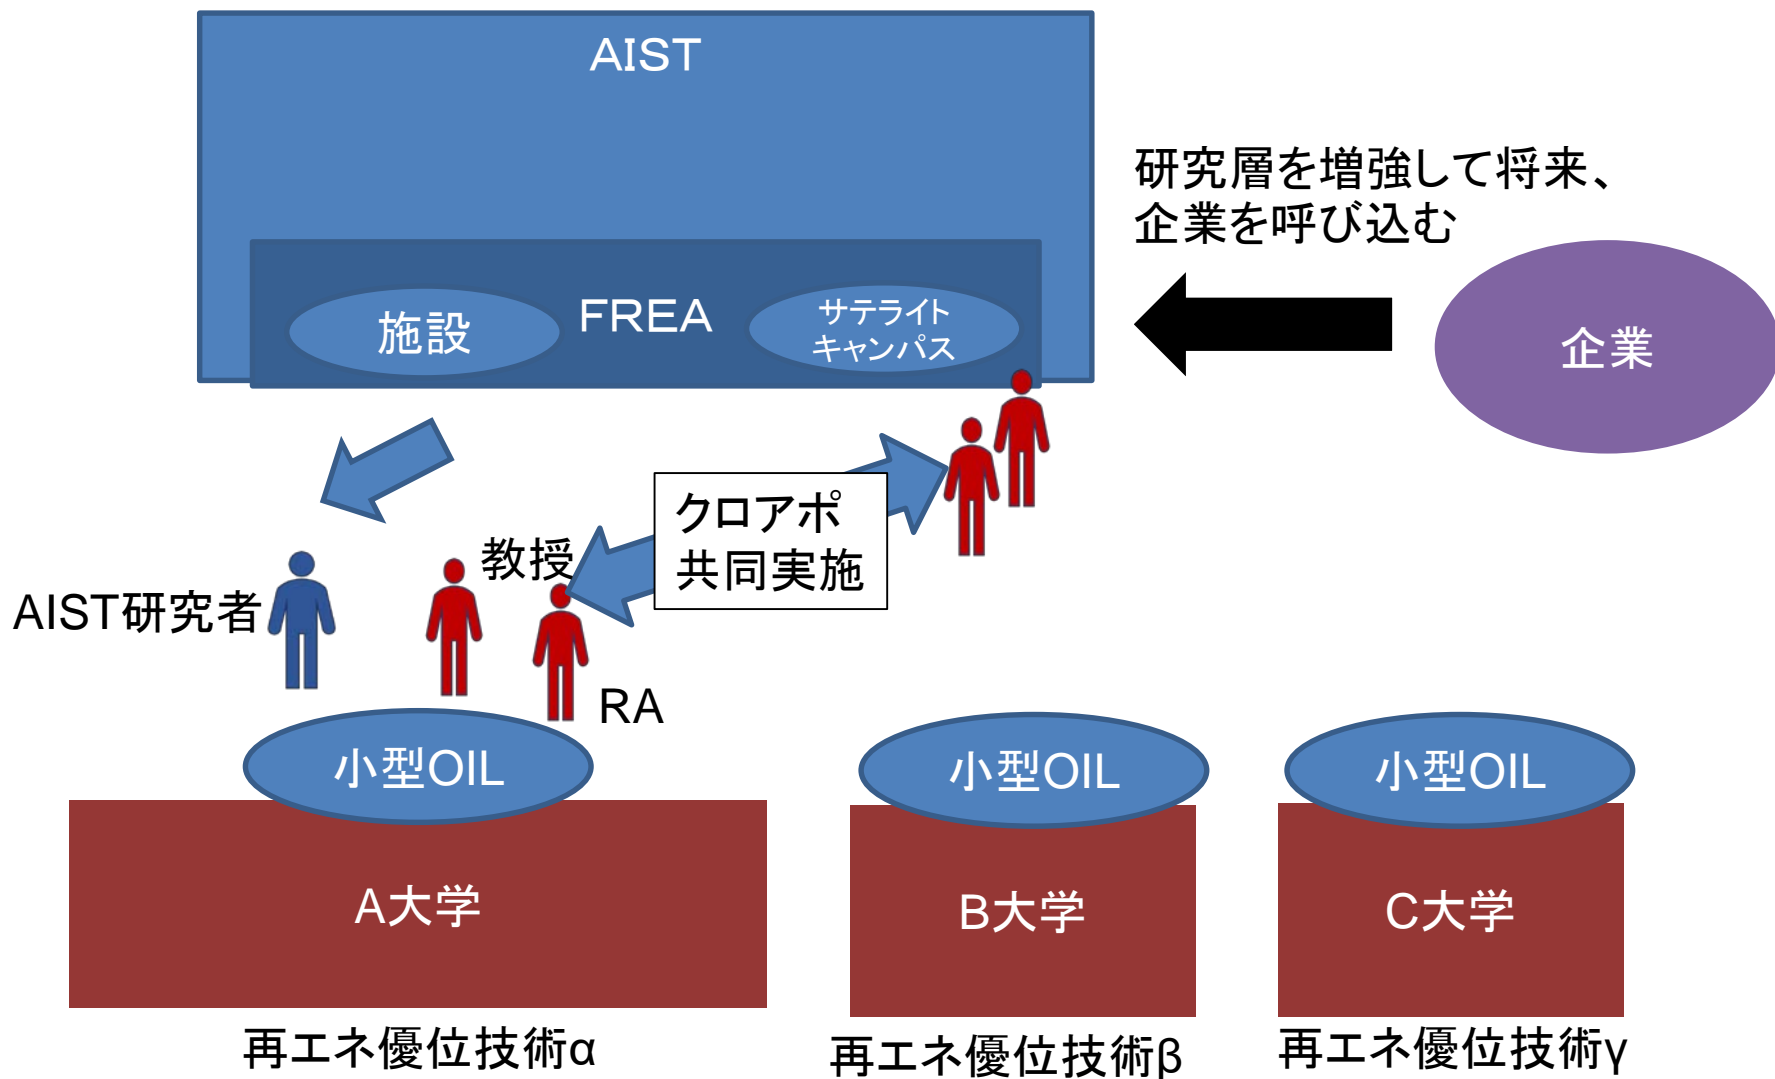 AIST
研究層を増強して将来、
企業を呼び込む
施設
FREA
サテライト
キャンパス
企業
クロアポ
共同実施
教授
AIST研究者
RA
小型OIL
小型OIL
小型OIL
A大学
B大学
C大学
再エネ優位技術α
再エネ優位技術β
再エネ優位技術γ